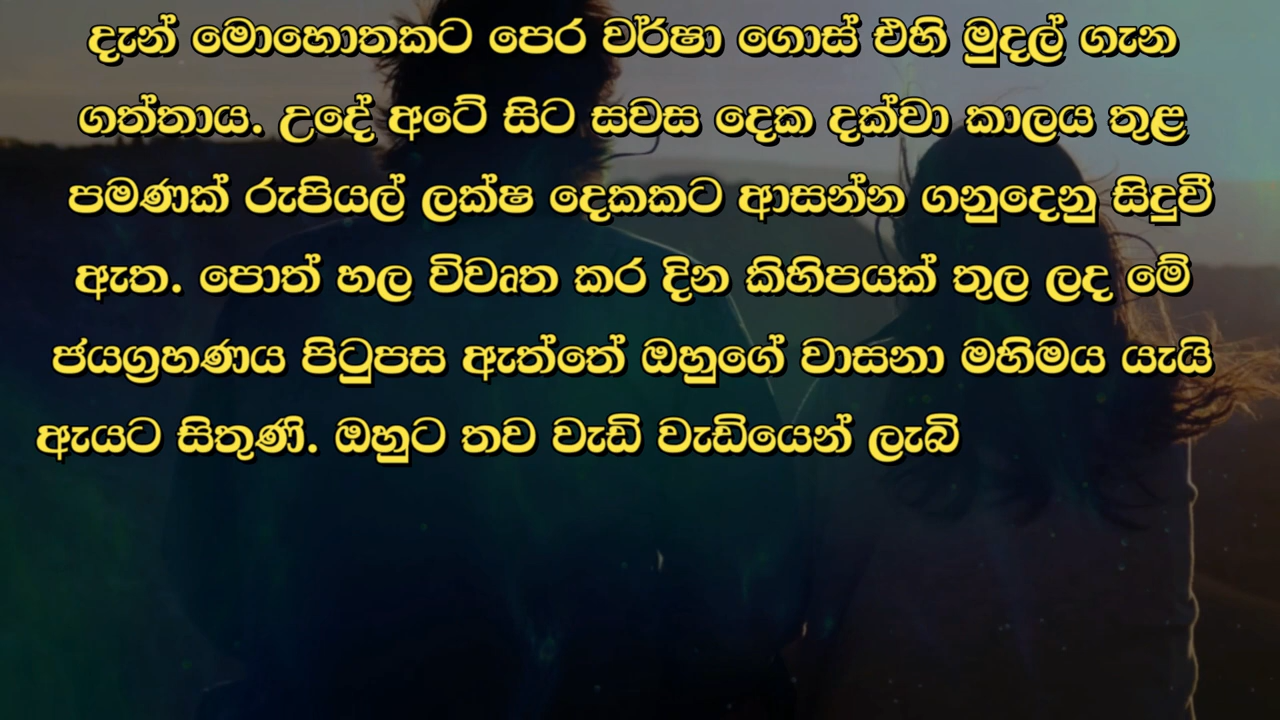 දැන් මොහොතකට පෙර වර්ෂා ගොස් එහි මුදල් ගැන
ගත්තාය. උදේ අටේ සිට සවස දෙක දක්වා කාලය තුළ
පමණක් රුපියල් ලක්ෂ දෙකකට ආසන්න ගනුදෙනු සිදුවී
ඇත. පොත් හල විවෘත කර දින කිහිපයක් තුල ලද මේ
ජයග්‍රහණය පිටුපස ඇත්තේ ඔහුගේ වාසනා මහිමය යැයි
ඇයට සිතුණි. ඔහුට තව වැඩි වැඩියෙන් ලැබි